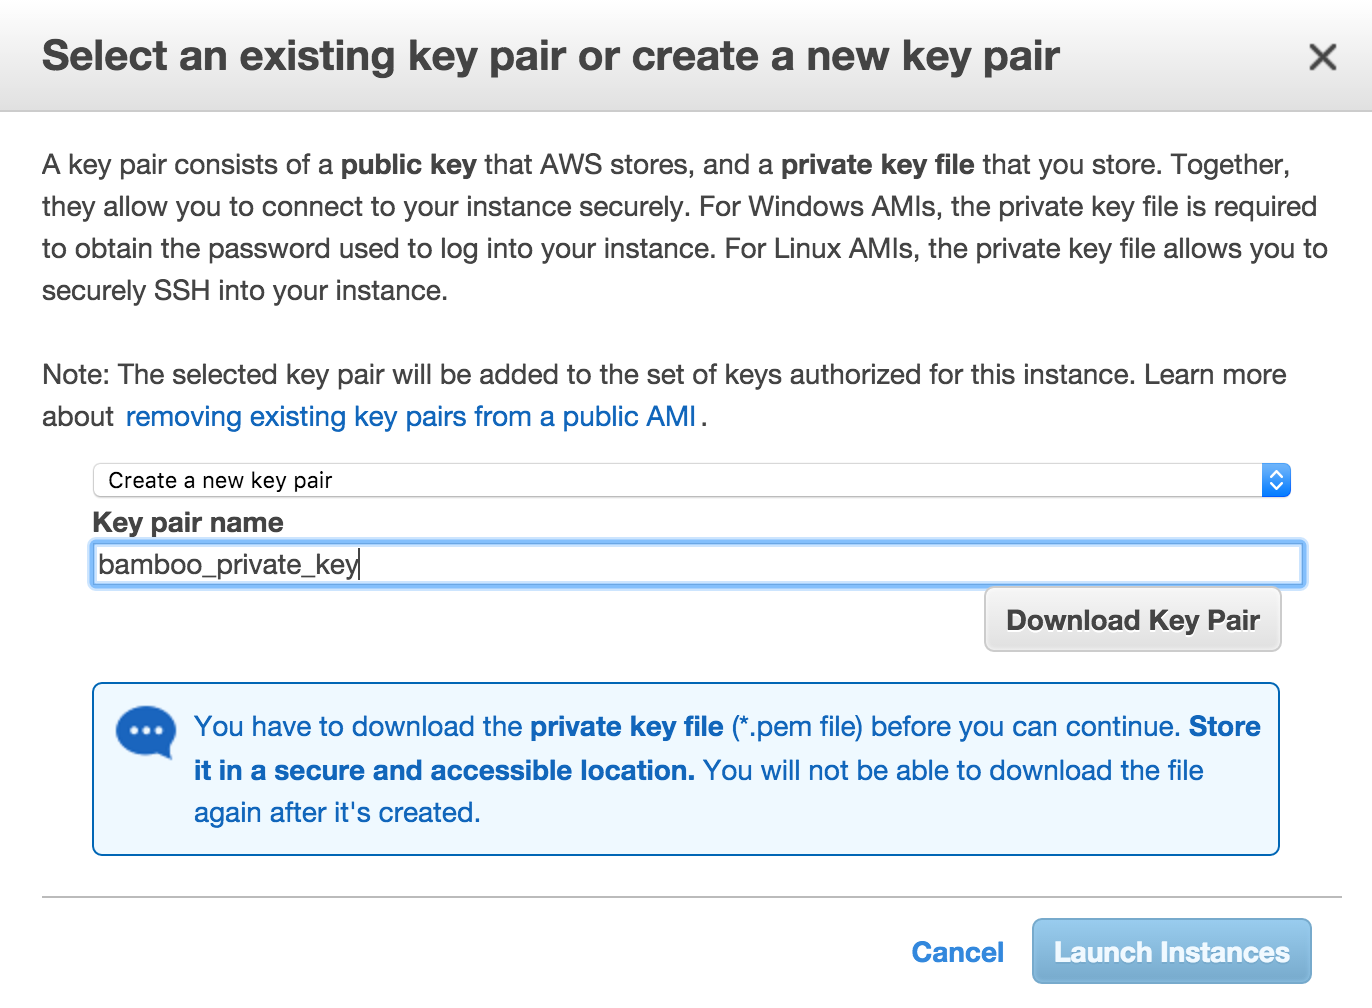 Select an existing key pair or create a new key pair
A key pair consists of a public key that AWS stores, and a private key file that you store. Together,
they allow you to connect to your instance securely. For Windows AMIs, the private key file is required
to obtain the password used to log into your instance. For Linux AMIs, the private key file allows you to
securely SSH into your instance.
Note: The selected key pair will be added to the set of keys authorized for this instance. Learn more
about removing existing key pairs from a public AMI .
Create a new key pair
Key pair name
bamboo_private_key
Download Key Pair
You have to download the private key file (*.pem file) before you can continue. Store
it in a secure and accessible location. You will not be able to download the file
again after it's created.
Cancel
Launch Instances